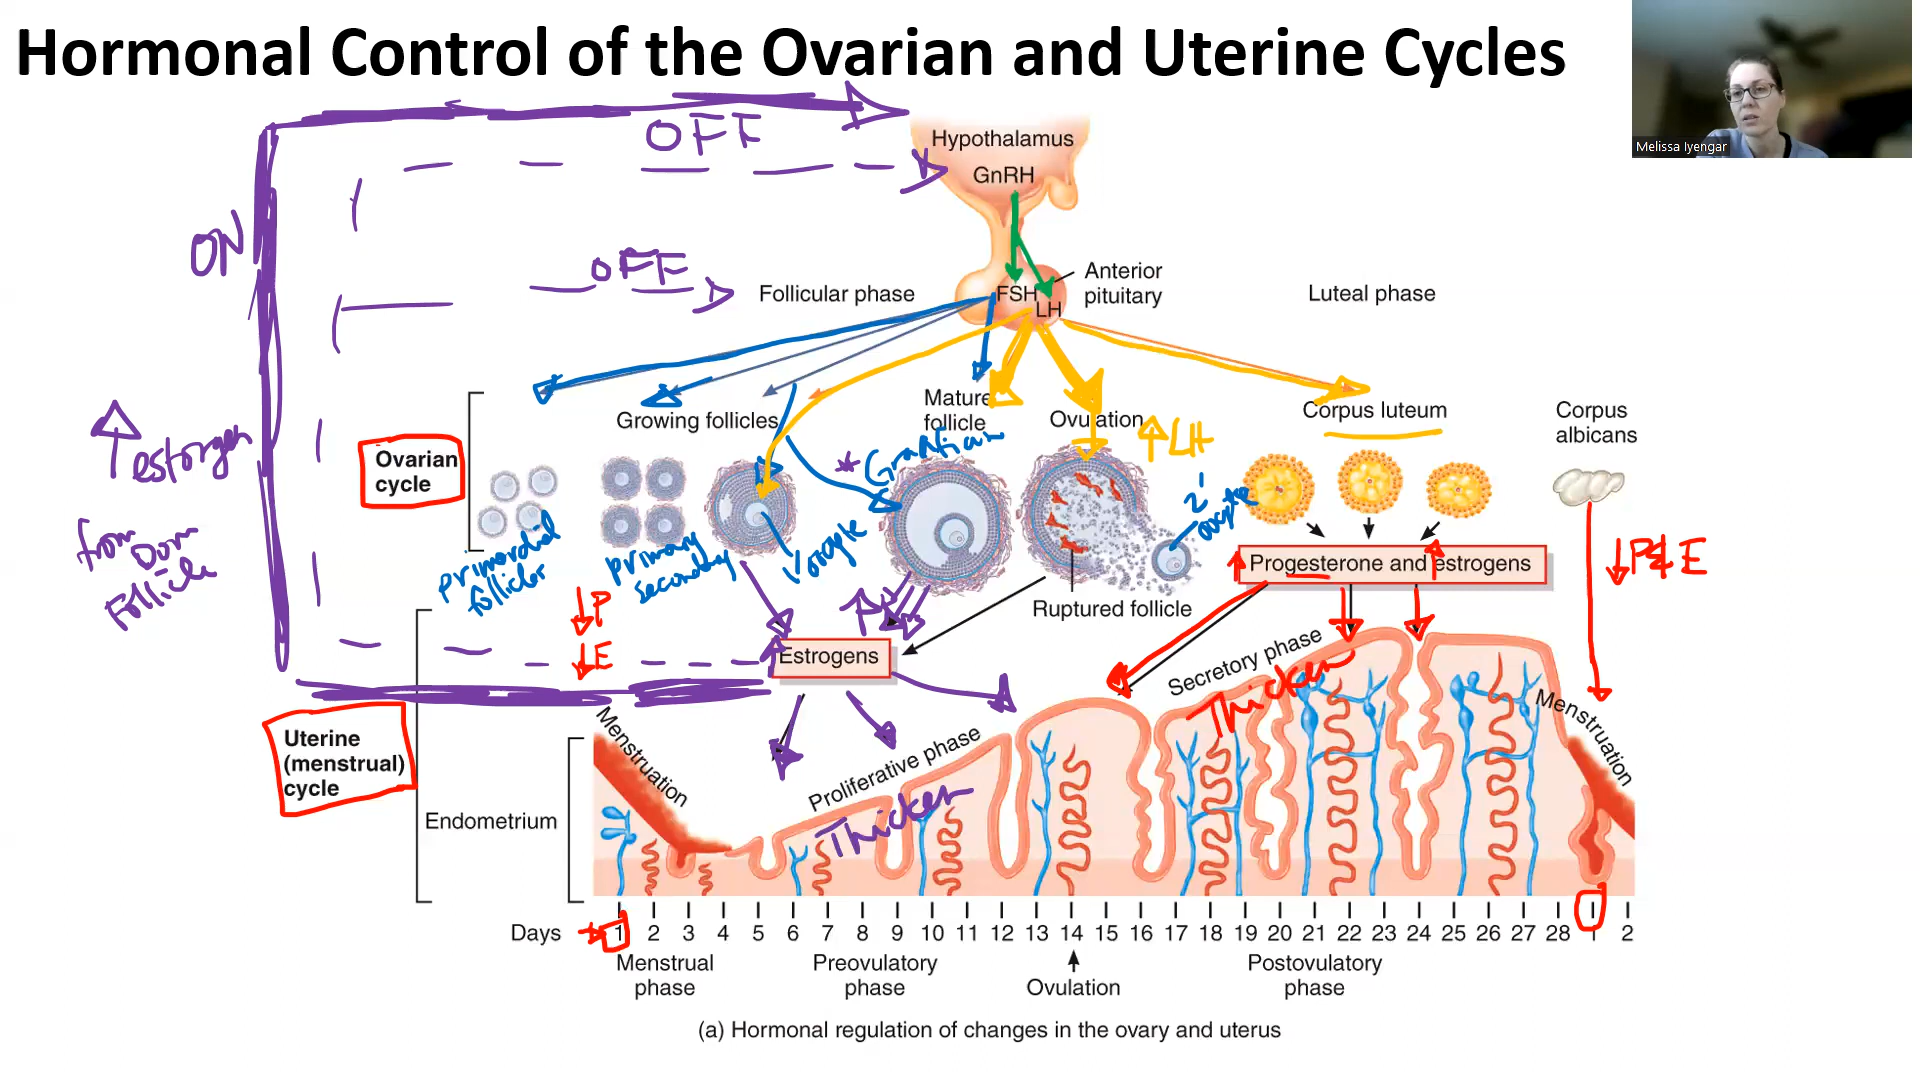 Hormonal Control of the Ovarian and Uterine Cycles
Melissa Iyengar
OFF
Hypothalamus
GnRH
ON
OFF
Follicular phase
Anterior
pituitary
FSH
LH
Luteal phase
Growing follicles
Mature
follicle
Ovulation
↑LH
Corpus luteum
Corpus
albicans
↑ estorgen
from Dom
Follicle
Ovarian
cycle
* Graafian
primordial
follicles
primary
secondary
1° oocyte
2°
oocyte
Progesterone and estrogens
↓P& E
Ruptured follicle
↓P
↓E
Estrogens
Secretory phase
Thicken
Menstruation
Uterine
(menstrual)
cycle
Menstruation
Proliferative phase
Thicken
Endometrium
Days 1 2 3 4 5 6 7 8 9 10 11 12 13 14 15 16 17 18 19 20 21 22 23 24 25 26 27 28 1 2
Menstrual
phase
Preovulatory
phase
Ovulation
Postovulatory
phase
(a) Hormonal regulation of changes in the ovary and uterus